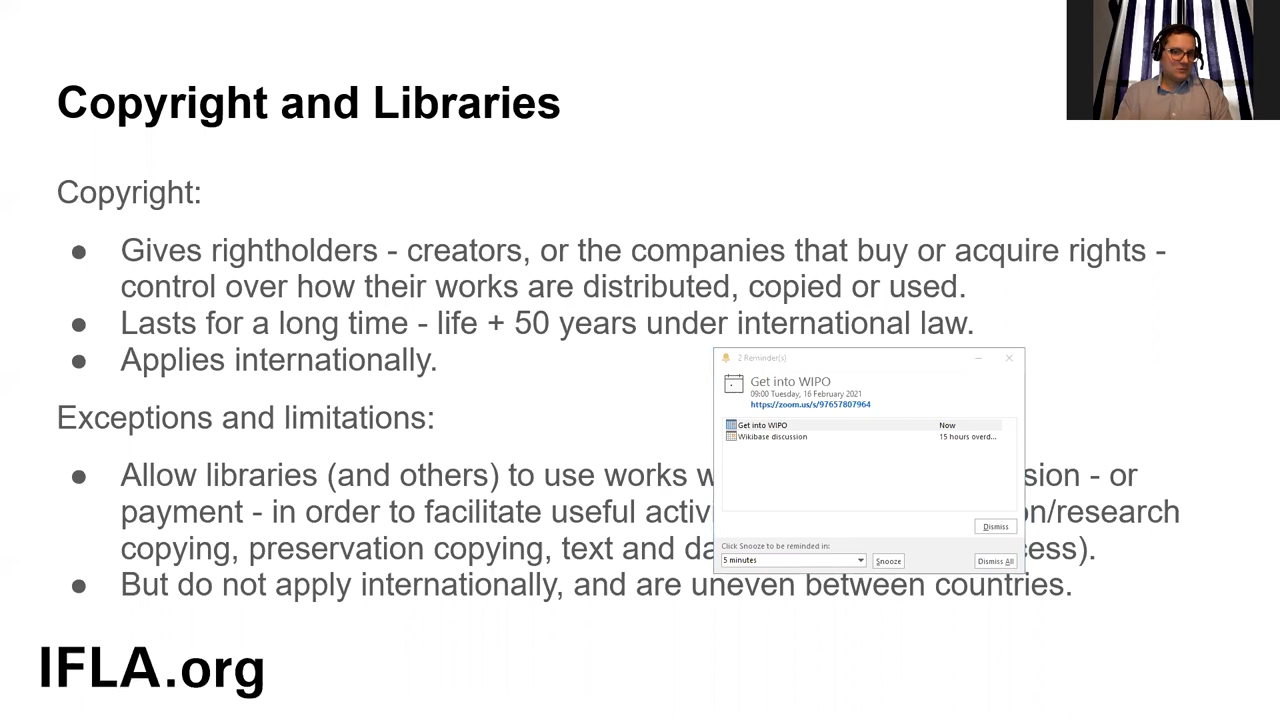 Copyright and Libraries
Copyright:
● Gives rightholders - creators, or the companies that buy or acquire rights -
control over how their works are distributed, copied or used.
● Lasts for a long time - life + 50 years under international law.
● Applies internationally.
Exceptions and limitations:
● Allow libraries (and others) to use works w
sion - or
payment - in order to facilitate useful activ
n/research
copying, preservation copying, text and da
cess).
● But do not apply internationally, and are uneven between countries.
2 Reminder(s)
Get into WIPO
09:00 Tuesday, 16 February 2021
https://zoom.us/s/97657807964
Get into WIPO Now
Wikibase discussion 15 hours overd...
Dismiss
Click Snooze to be reminded in:
5 minutes Snooze Dismiss All
IFLA.org